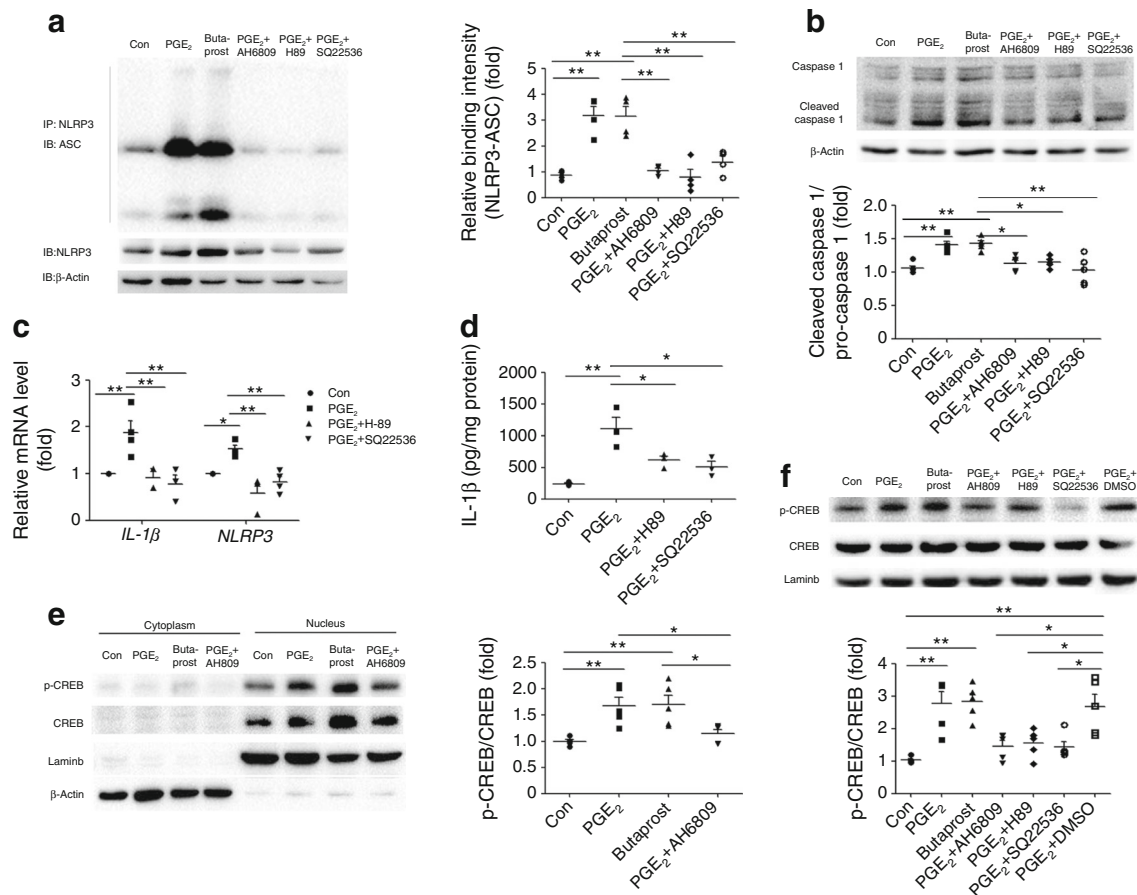 a
Con PGE2 Buta-prost PGE2+AH6809 PGE2+H89 PGE2+SQ22536
IP: NLRP3
IB: ASC
IB:NLRP3
IB:β-Actin
Relative binding intensity
(NLRP3-ASC) (fold)
5
4
3
2
1
0
** ** ** ** **
Con PGE2 Butaprost PGE2+AH6809 PGE2+H89 PGE2+SQ22536
b
Con PGE2 Buta-prost PGE2+AH6809 PGE2+H89 PGE2+SQ22536
Caspase 1
Cleaved
caspase 1
β-Actin
Cleaved caspase 1/
pro-caspase 1 (fold)
2.0
1.5
1.0
0.5
0
** ** ** * *
Con PGE2 Butaprost PGE2+AH6809 PGE2+H89 PGE2+SQ22536
c
Relative mRNA level
(fold)
3
2
1
0
** ** ** * ** **
IL-1β NLRP3
Con
PGE2
PGE2+H-89
PGE2+SQ22536
d
IL-1β (pg/mg protein)
2000
1500
1000
500
0
** * *
Con PGE2 PGE2+H89 PGE2+SQ22536
e
Cytoplasm Nucleus
Con PGE2 Buta-prost PGE2+AH809 Con PGE2 Buta-prost PGE2+AH6809
p-CREB
CREB
Laminb
β-Actin
p-CREB/CREB (fold)
2.5
2.0
1.5
1.0
0.5
0
** ** * *
Con PGE2 Butaprost PGE2+AH6809
f
Con PGE2 Buta-prost PGE2+AH809 PGE2+H89 PGE2+SQ22536 PGE2+DMSO
p-CREB
CREB
Laminb
p-CREB/CREB (fold)
5
4
3
2
1
0
** ** ** * * *
Con PGE2 Butaprost PGE2+AH6809 PGE2+H89 PGE2+SQ22536 PGE2+DMSO